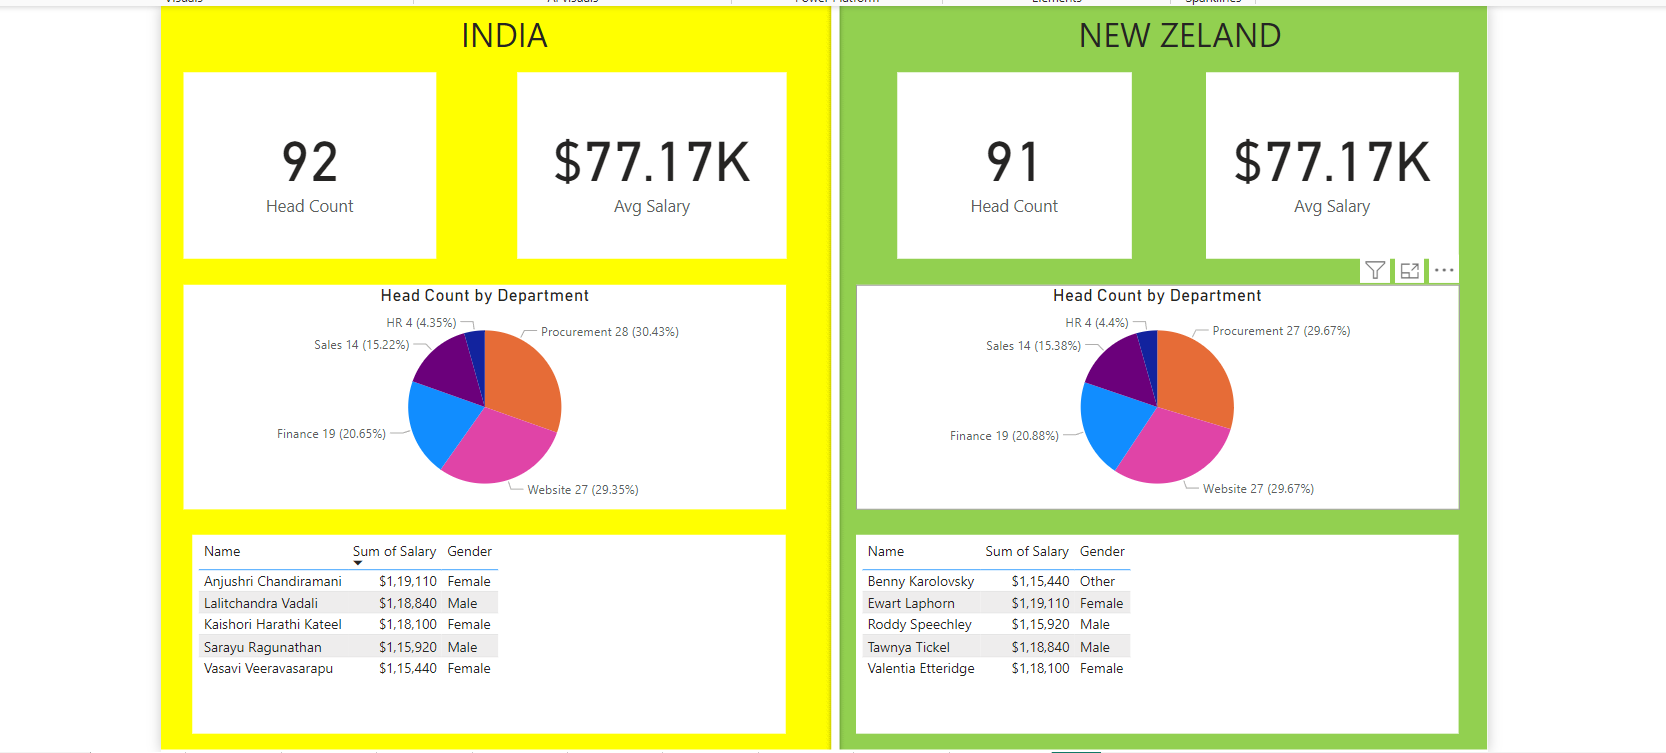 INDIA
92
Head Count
$77.17K
Avg Salary
Head Count by Department
HR 4 (4.35%)
Procurement 28 (30.43%)
Sales 14 (15.22%)
Finance 19 (20.65%)
Website 27 (29.35%)
Name Sum of Salary Gender
Anjushri Chandiramani $1,19,110 Female
Lalitchandra Vadali $1,18,840 Male
Kaishori Harathi Kateel $1,18,100 Female
Sarayu Ragunathan $1,15,920 Male
Vasavi Veeravasarapu $1,15,440 Female
NEW ZELAND
91
Head Count
$77.17K
Avg Salary
Head Count by Department
HR 4 (4.4%)
Procurement 27 (29.67%)
Sales 14 (15.38%)
Finance 19 (20.88%)
Website 27 (29.67%)
Name Sum of Salary Gender
Benny Karolovsky $1,15,440 Other
Ewart Laphorn $1,19,110 Female
Roddy Speechley $1,15,920 Male
Tawnya Tickel $1,18,840 Male
Valentia Etteridge $1,18,100 Female